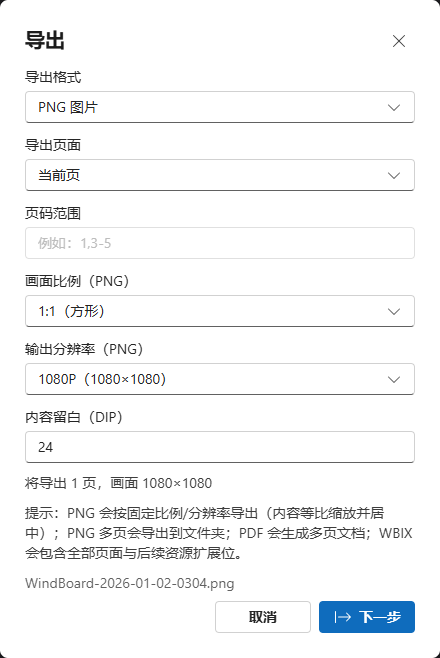 导出
导出格式
PNG 图片
导出页面
当前页
页码范围
例如：1,3-5
画面比例（PNG）
1:1（方形）
输出分辨率（PNG）
1080P（1080×1080）
内容留白（DIP）
24
将导出 1 页，画面 1080×1080
提示：PNG 会按固定比例/分辨率导出（内容等比缩放并居
中）；PNG 多页会导出到文件夹；PDF 会生成多页文档；WBIX
会包含全部页面与后续资源扩展位。
WindBoard-2026-01-02-0304.png
取消
下一步